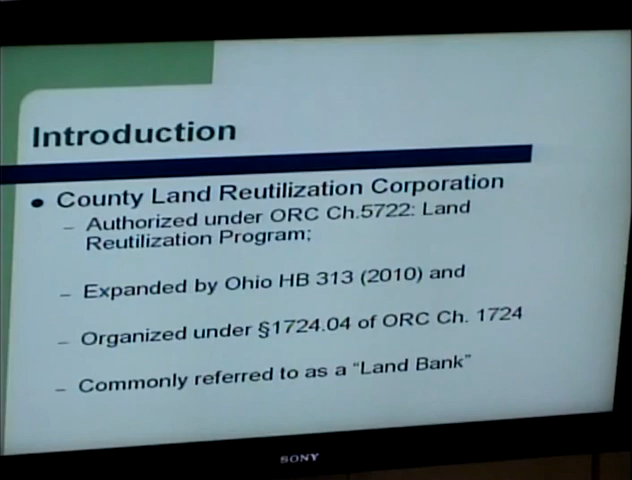 Introduction
● County Land Reutilization Corporation
– Authorized under ORC Ch.5722: Land
Reutilization Program;
– Expanded by Ohio HB 313 (2010) and
– Organized under §1724.04 of ORC Ch. 1724
– Commonly referred to as a “Land Bank”
SONY